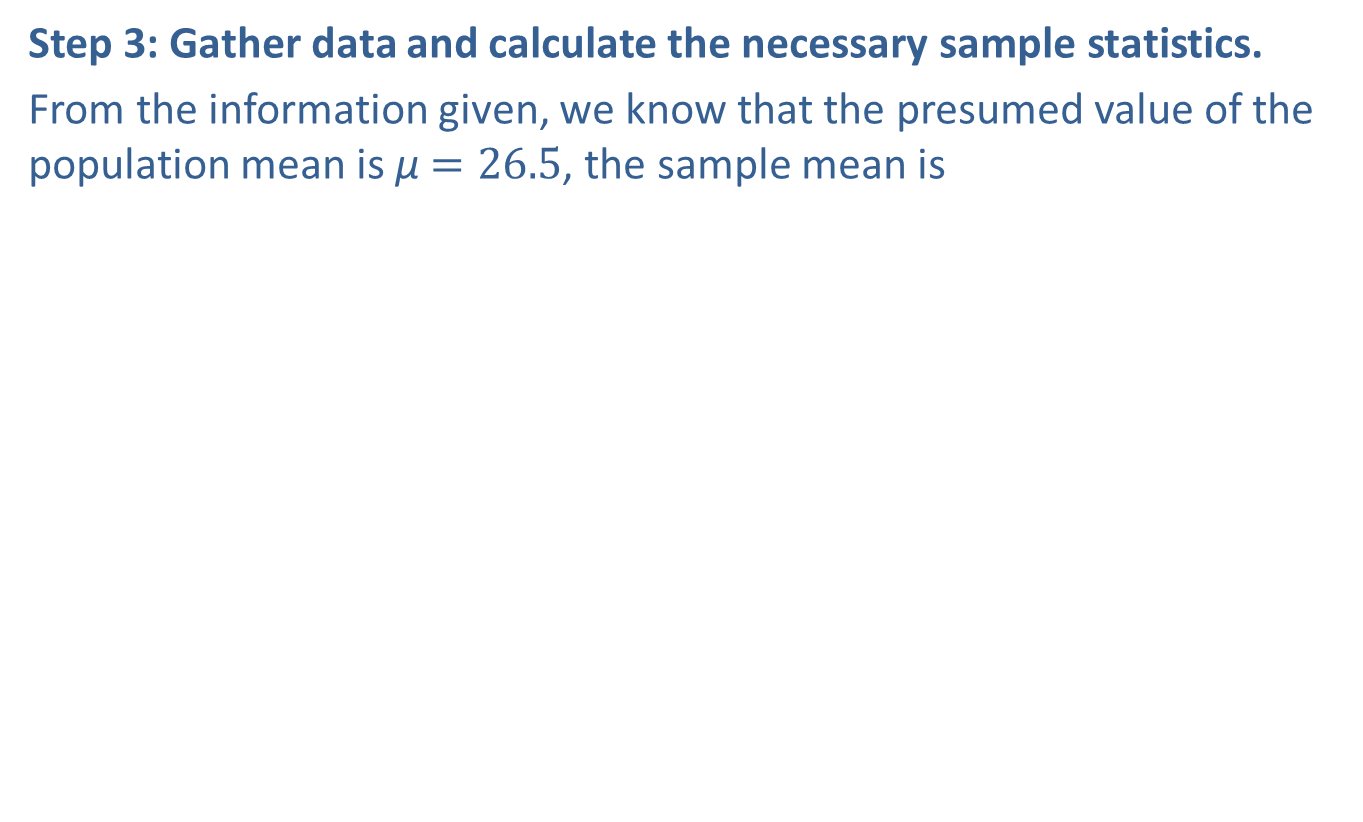 Step 3: Gather data and calculate the necessary sample statistics.
From the information given, we know that the presumed value of the
population mean is μ = 26.5, the sample mean is